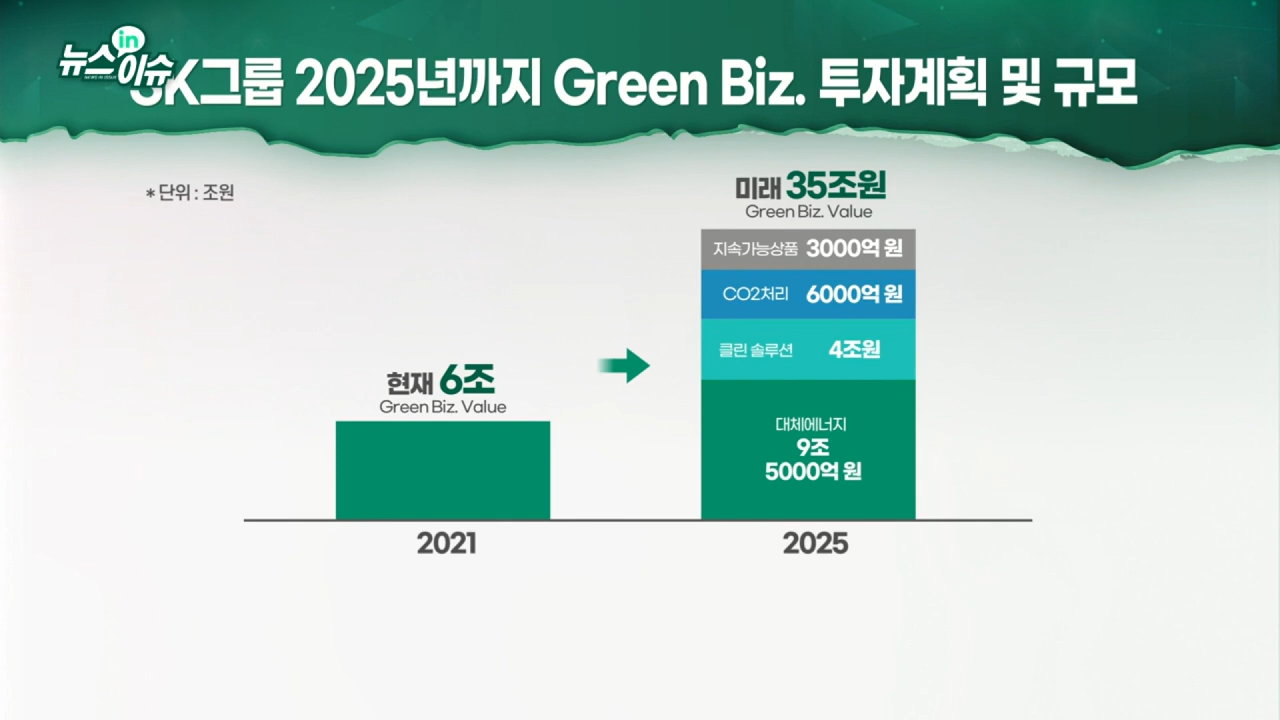 뉴스in이슈
SK그룹 2025년까지 Green Biz. 투자계획 및 규모
* 단위 : 조원
미래 35조원
Green Biz. Value
지속가능상품 3000억 원
CO2처리 6000억 원
클린 솔루션 4조원
대체에너지
9조
5000억 원
현재 6조
Green Biz. Value
2021
2025